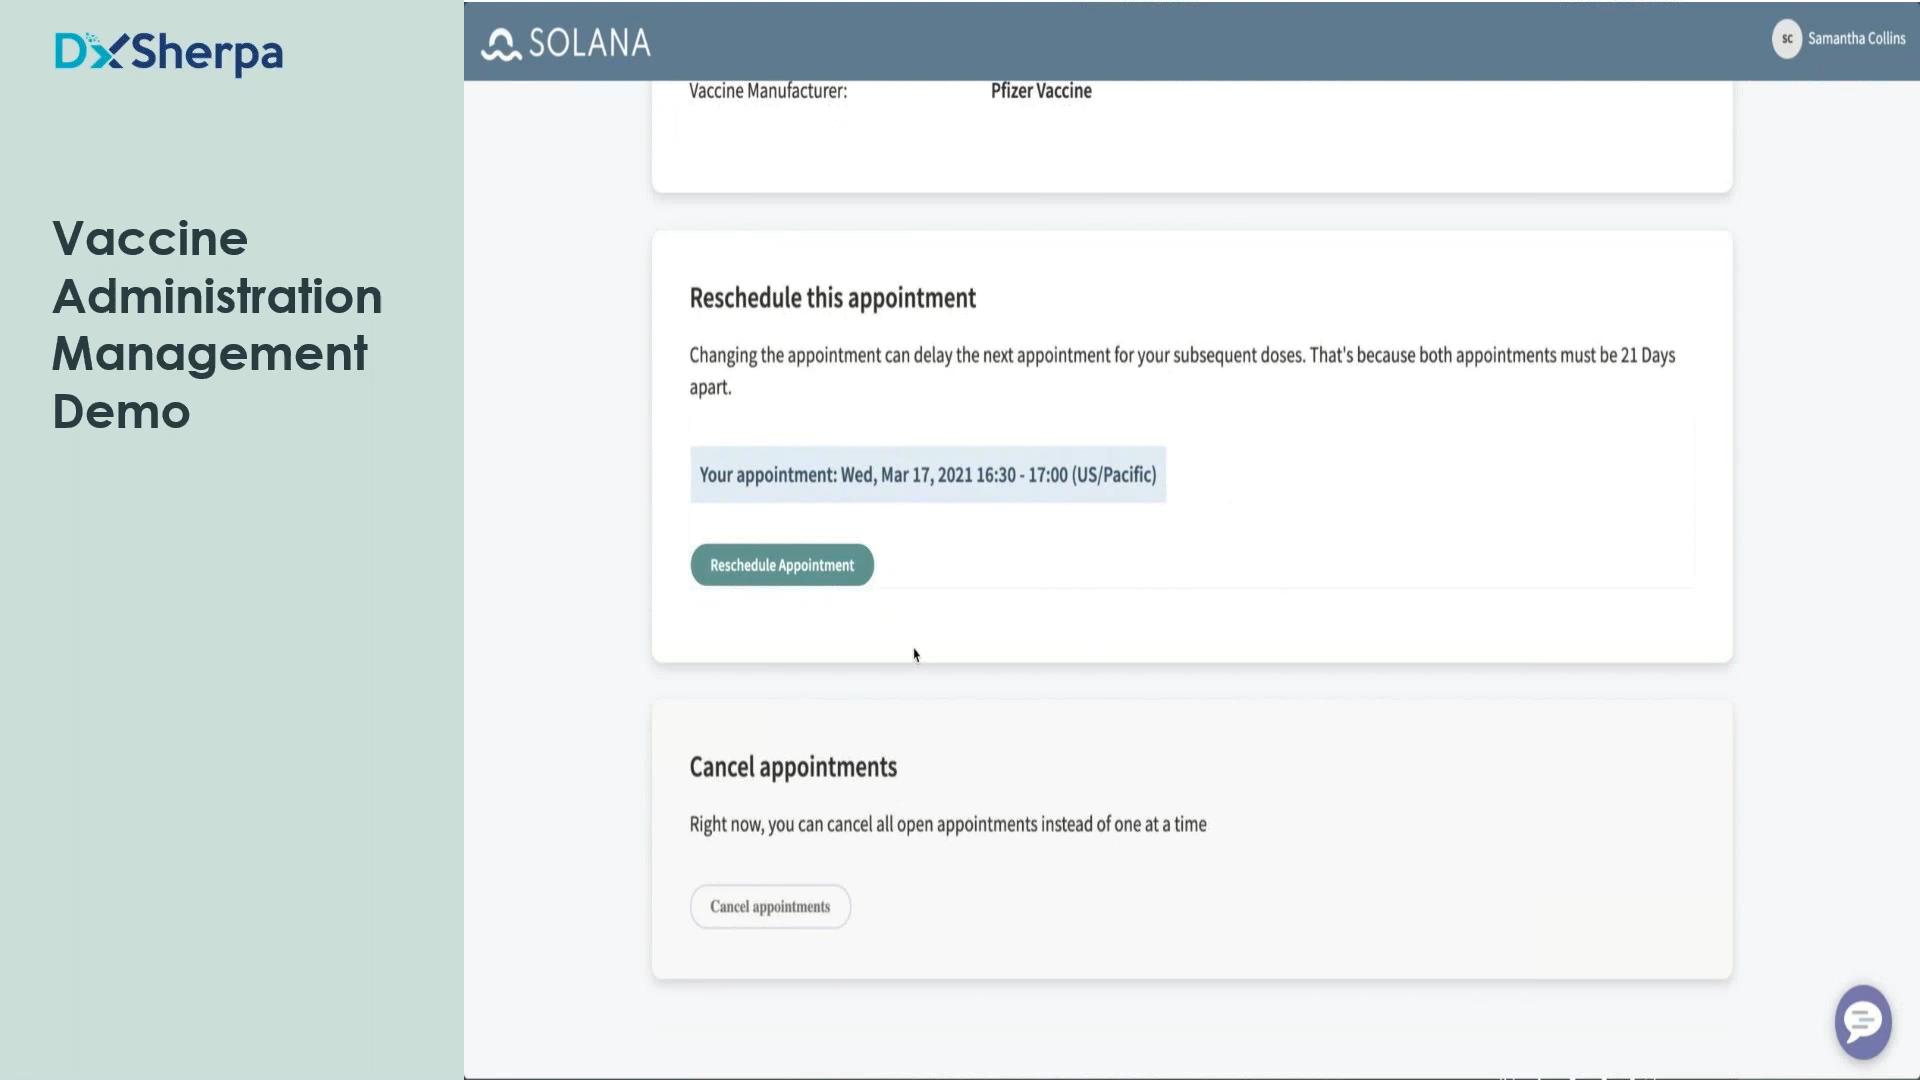 DXSherpa
Vaccine
Administration
Management
Demo
SOLANA
SC
Samantha Collins
Vaccine Manufacturer:
Pfizer Vaccine
Reschedule this appointment
Changing the appointment can delay the next appointment for your subsequent doses. That's because both appointments must be 21 Days
apart.
Your appointment: Wed, Mar 17, 2021 16:30 - 17:00 (US/Pacific)
Reschedule Appointment
Cancel appointments
Right now, you can cancel all open appointments instead of one at a time
Cancel appointments